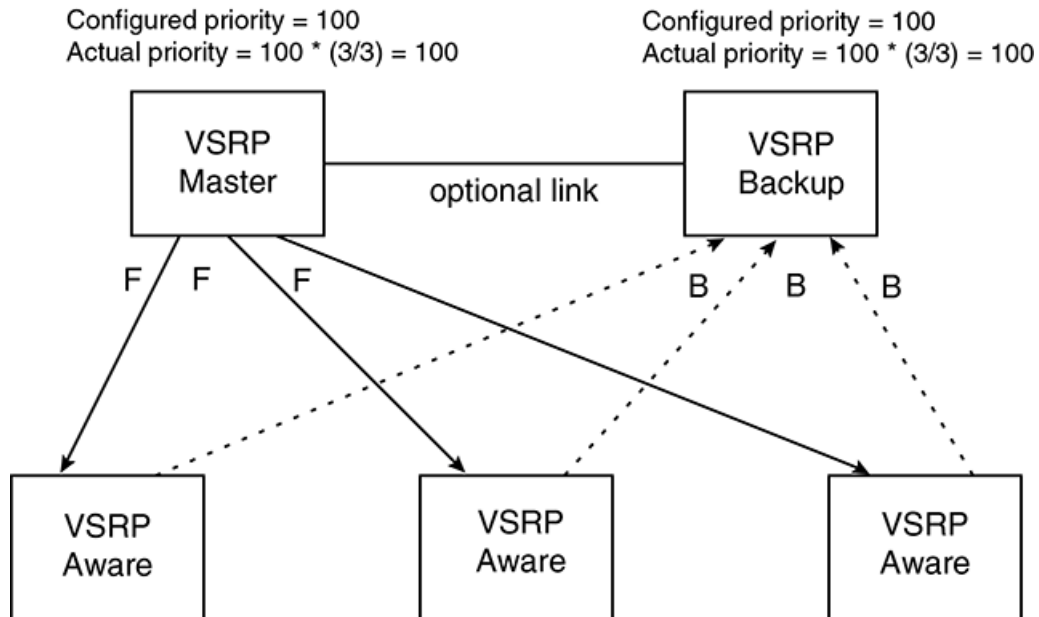 Configured priority = 100
Actual priority = 100 * (3/3) = 100
Configured priority = 100
Actual priority = 100 * (3/3) = 100
VSRP
Master
optional link
VSRP
Backup
F
F
F
B
B
B
VSRP
Aware
VSRP
Aware
VSRP
Aware